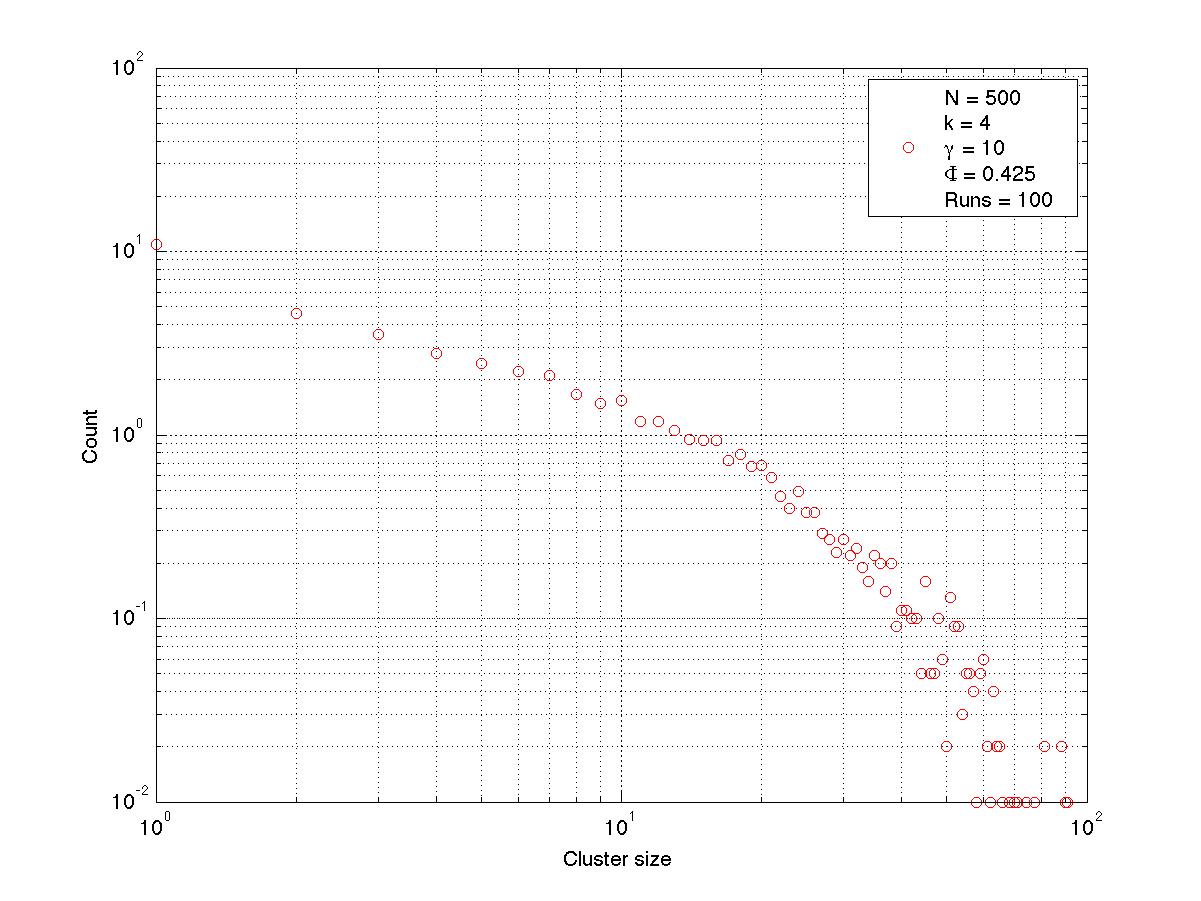 10^2
10^1
10^0
10^-1
10^-2
Count
N = 500
k = 4
γ = 10
Φ = 0.425
Runs = 100
10^0
10^1
10^2
Cluster size